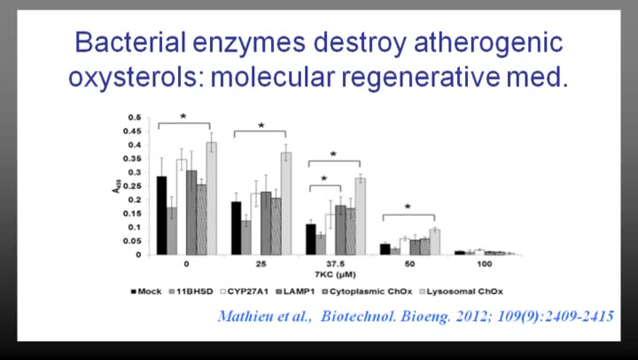 Bacterial enzymes destroy atherogenic
oxysterols: molecular regenerative med.
0.5
0.45
0.4
0.35
0.3
0.25
0.2
0.15
0.1
0.05
0
* * * * *
0 25 37.5 50 100
7KC (μM)
Mock 11BHSD CYP27A1 LAMP1 Cytoplasmic ChOx Lysosomal ChOx
Mathieu et al., Biotechnol. Bioeng. 2012; 109(9):2409-2415